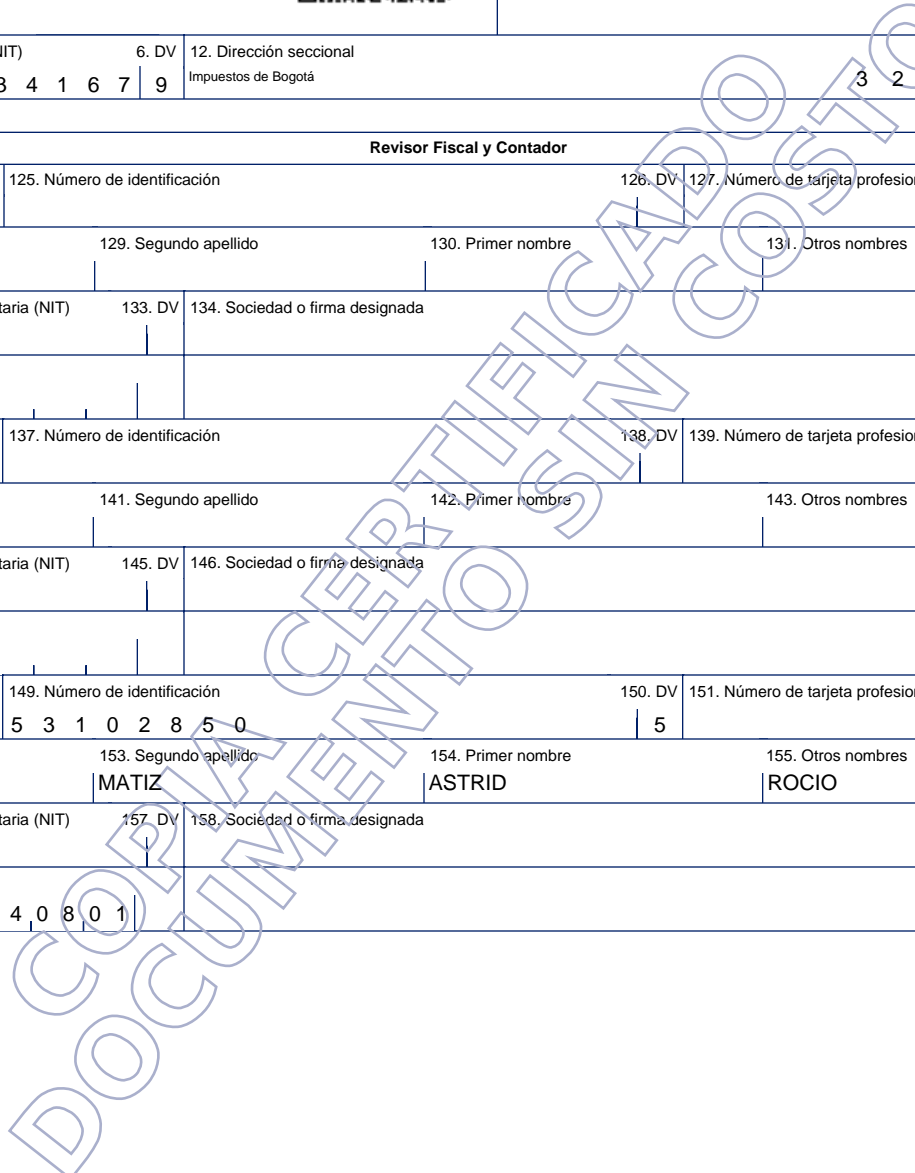 NIT) 6. DV 12. Dirección seccional
3 4 1 6 7 9 Impuestos de Bogotá 3 2
Revisor Fiscal y Contador
125. Número de identificación 126. DV 127. Número de tarjeta profesion
129. Segundo apellido 130. Primer nombre 131. Otros nombres
taria (NIT) 133. DV 134. Sociedad o firma designada
137. Número de identificación 138. DV 139. Número de tarjeta profesion
141. Segundo apellido 142. Primer nombre 143. Otros nombres
taria (NIT) 145. DV 146. Sociedad o firma designada
149. Número de identificación 150. DV 151. Número de tarjeta profesion
5 3 1 0 2 8 5 0 5
153. Segundo apellido 154. Primer nombre 155. Otros nombres
MATIZ ASTRID ROCIO
taria (NIT) 157. DV 158. Sociedad o firma designada
4 0 8 0 1
COPIA CERTIFICADO
DOCUMENTO SIN COSTO